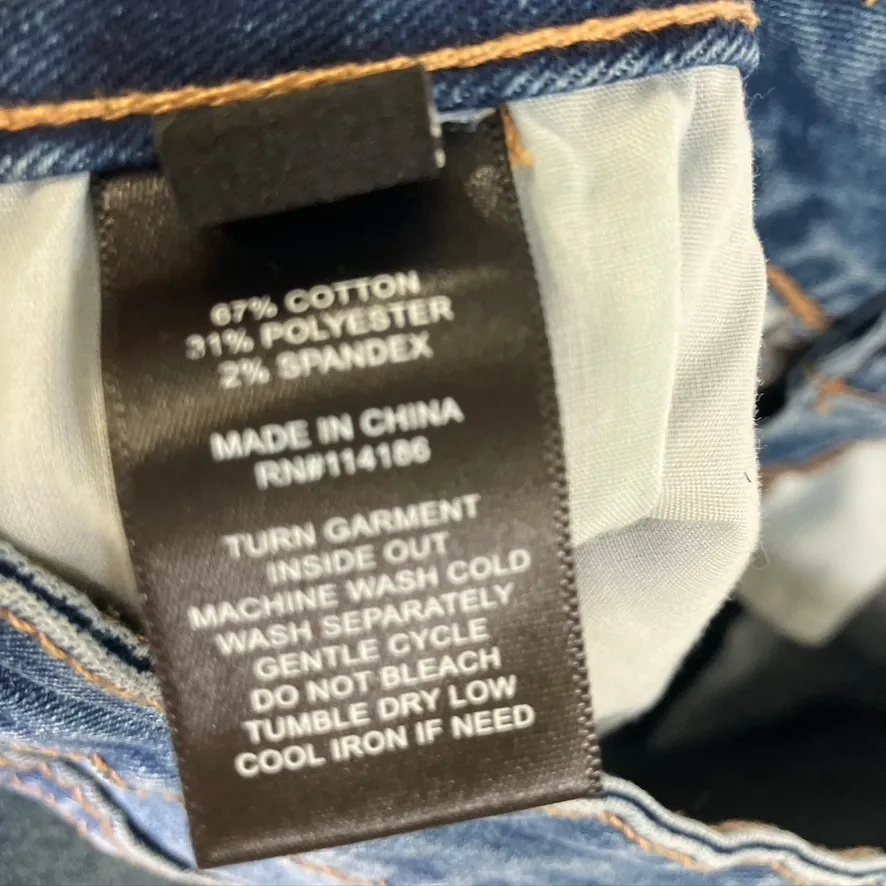 67% COTTON
31% POLYESTER
2% SPANDEX
MADE IN CHINA
RN#114186
TURN GARMENT
INSIDE OUT
MACHINE WASH COLD
WASH SEPARATELY
GENTLE CYCLE
DO NOT BLEACH
TUMBLE DRY LOW
COOL IRON IF NEED